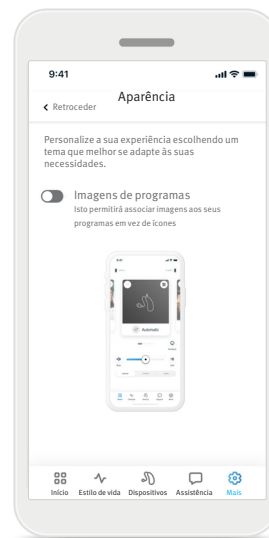 9:41
Retroceder
Aparência
Personalize a sua experiência escolhendo um
tema que melhor se adapte às suas
necessidades.
Imagens de programas
Isto permitirá associar imagens aos seus
programas em vez de ícones
Automatic
Início Estilo de vida Dispositivos Assistência Mais